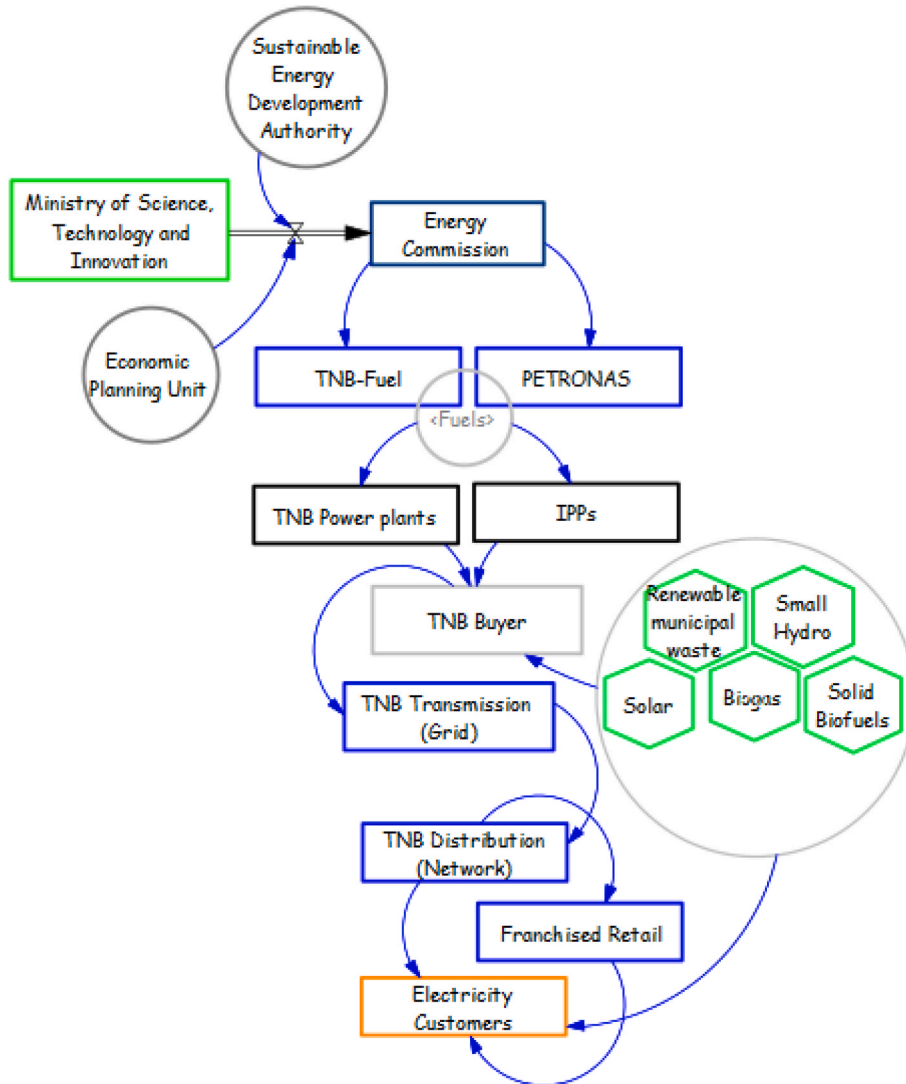 Sustainable
Energy
Development
Authority
Ministry of Science,
Technology and
Innovation
Energy
Commission
Economic
Planning Unit
TNB-Fuel
PETRONAS
<Fuels>
TNB Power plants
IPPs
TNB Buyer
Renewable
municipal
waste
Small
Hydro
Solar
Biogas
Solid
Biofuels
TNB Transmission
(Grid)
TNB Distribution
(Network)
Franchised Retail
Electricity
Customers